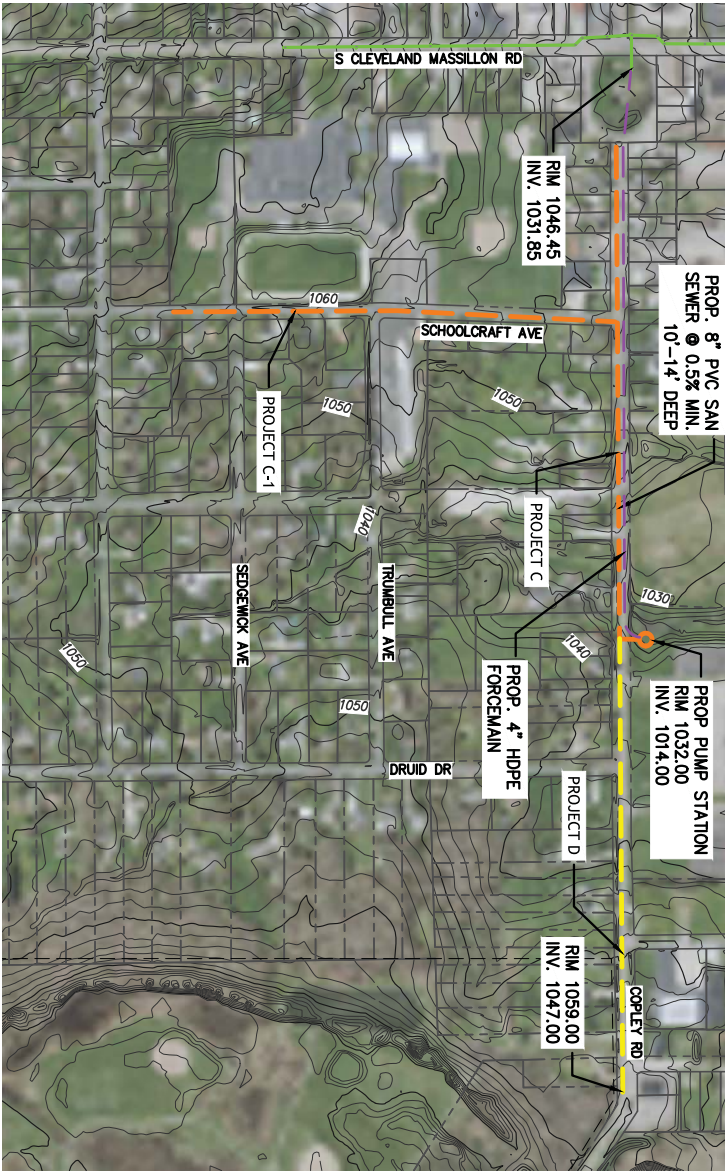 S CLEVELAND MASSILLON RD
RIM 1046.45
INV. 1031.85
PROP. 8" PVC SAN
SEWER @ 0.5% MIN.
10'-14' DEEP
1060
SCHOOLCRAFT AVE
PROJECT C-1
1050
1050
PROJECT C
1040
SEDGEWICK AVE
TRUMBULL AVE
1030
1040
1050
1050
PROP. 4" HDPE
FORCEMAIN
PROP PUMP STATION
RIM 1032.00
INV. 1014.00
DRUID DR
PROJECT D
RIM 1059.00
INV. 1047.00
COPLEY RD